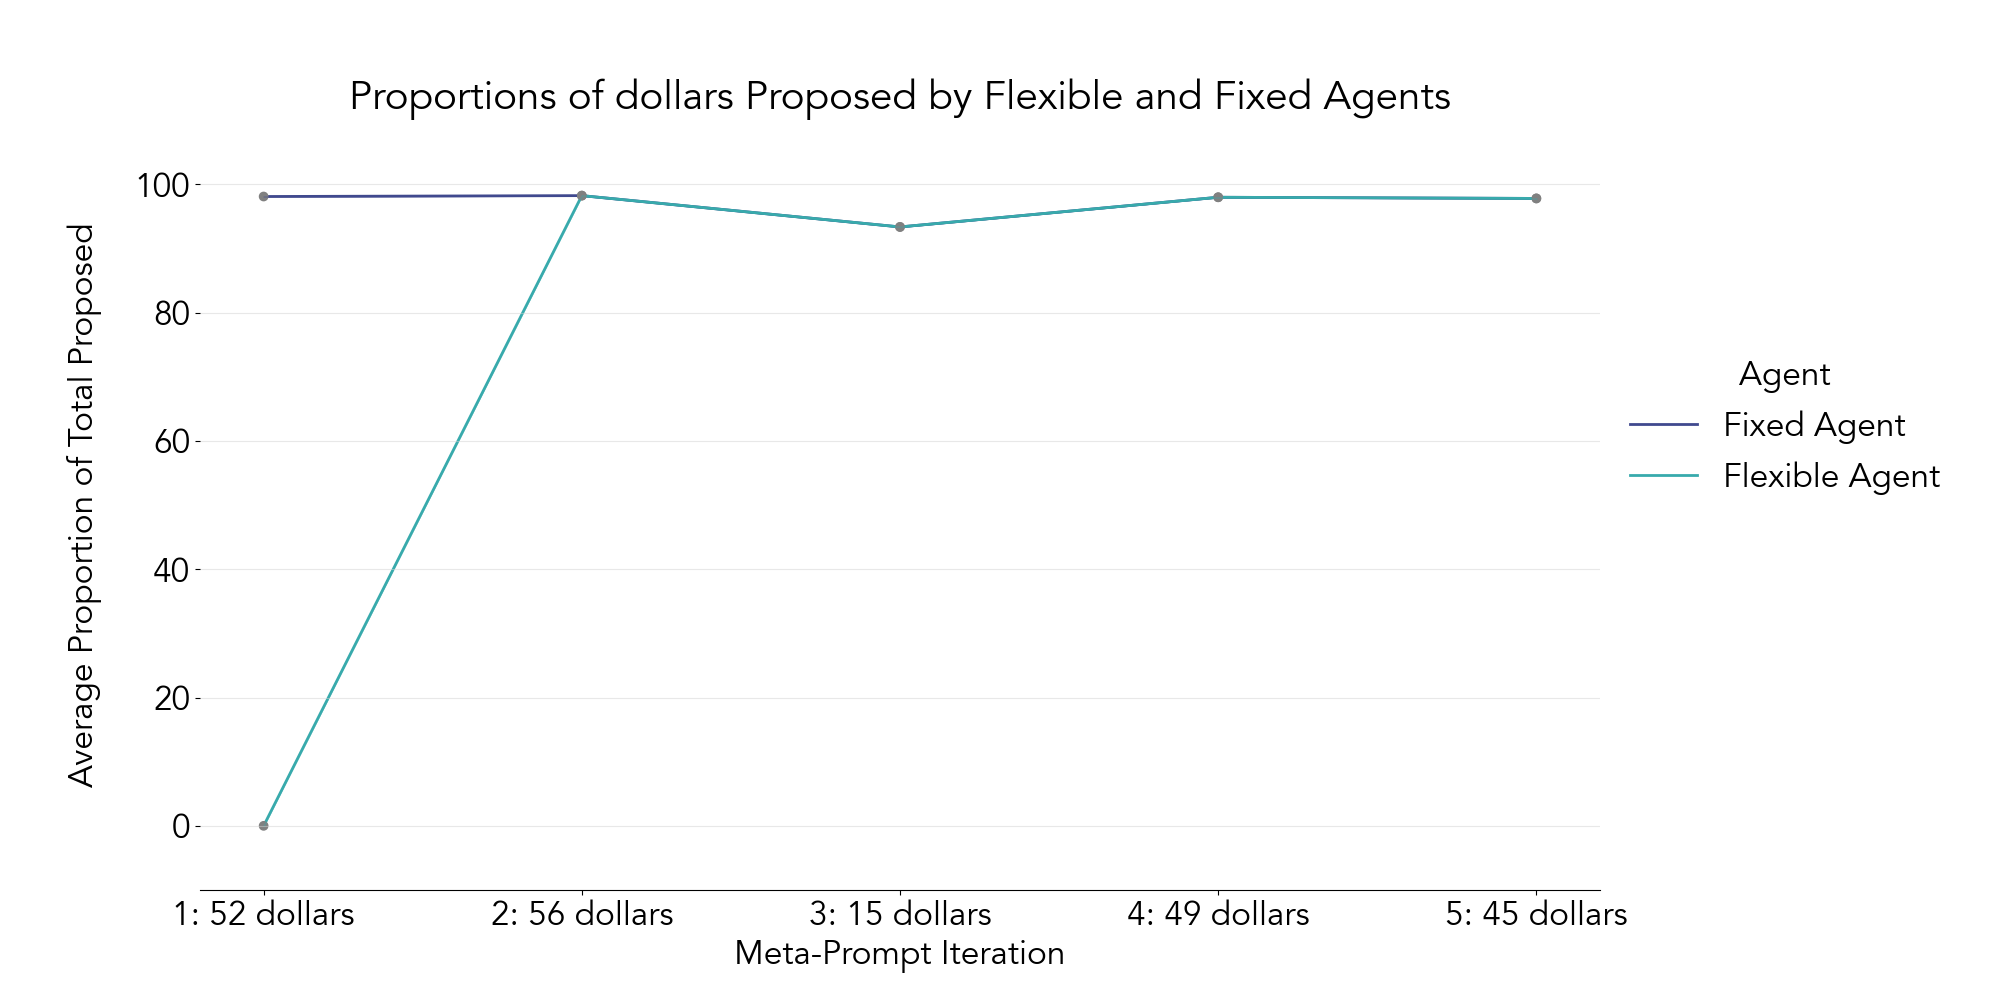 Proportions of dollars Proposed by Flexible and Fixed Agents
Average Proportion of Total Proposed
100
80
60
40
20
0
1: 52 dollars
2: 56 dollars
3: 15 dollars
4: 49 dollars
5: 45 dollars
Meta-Prompt Iteration
Agent
Fixed Agent
Flexible Agent